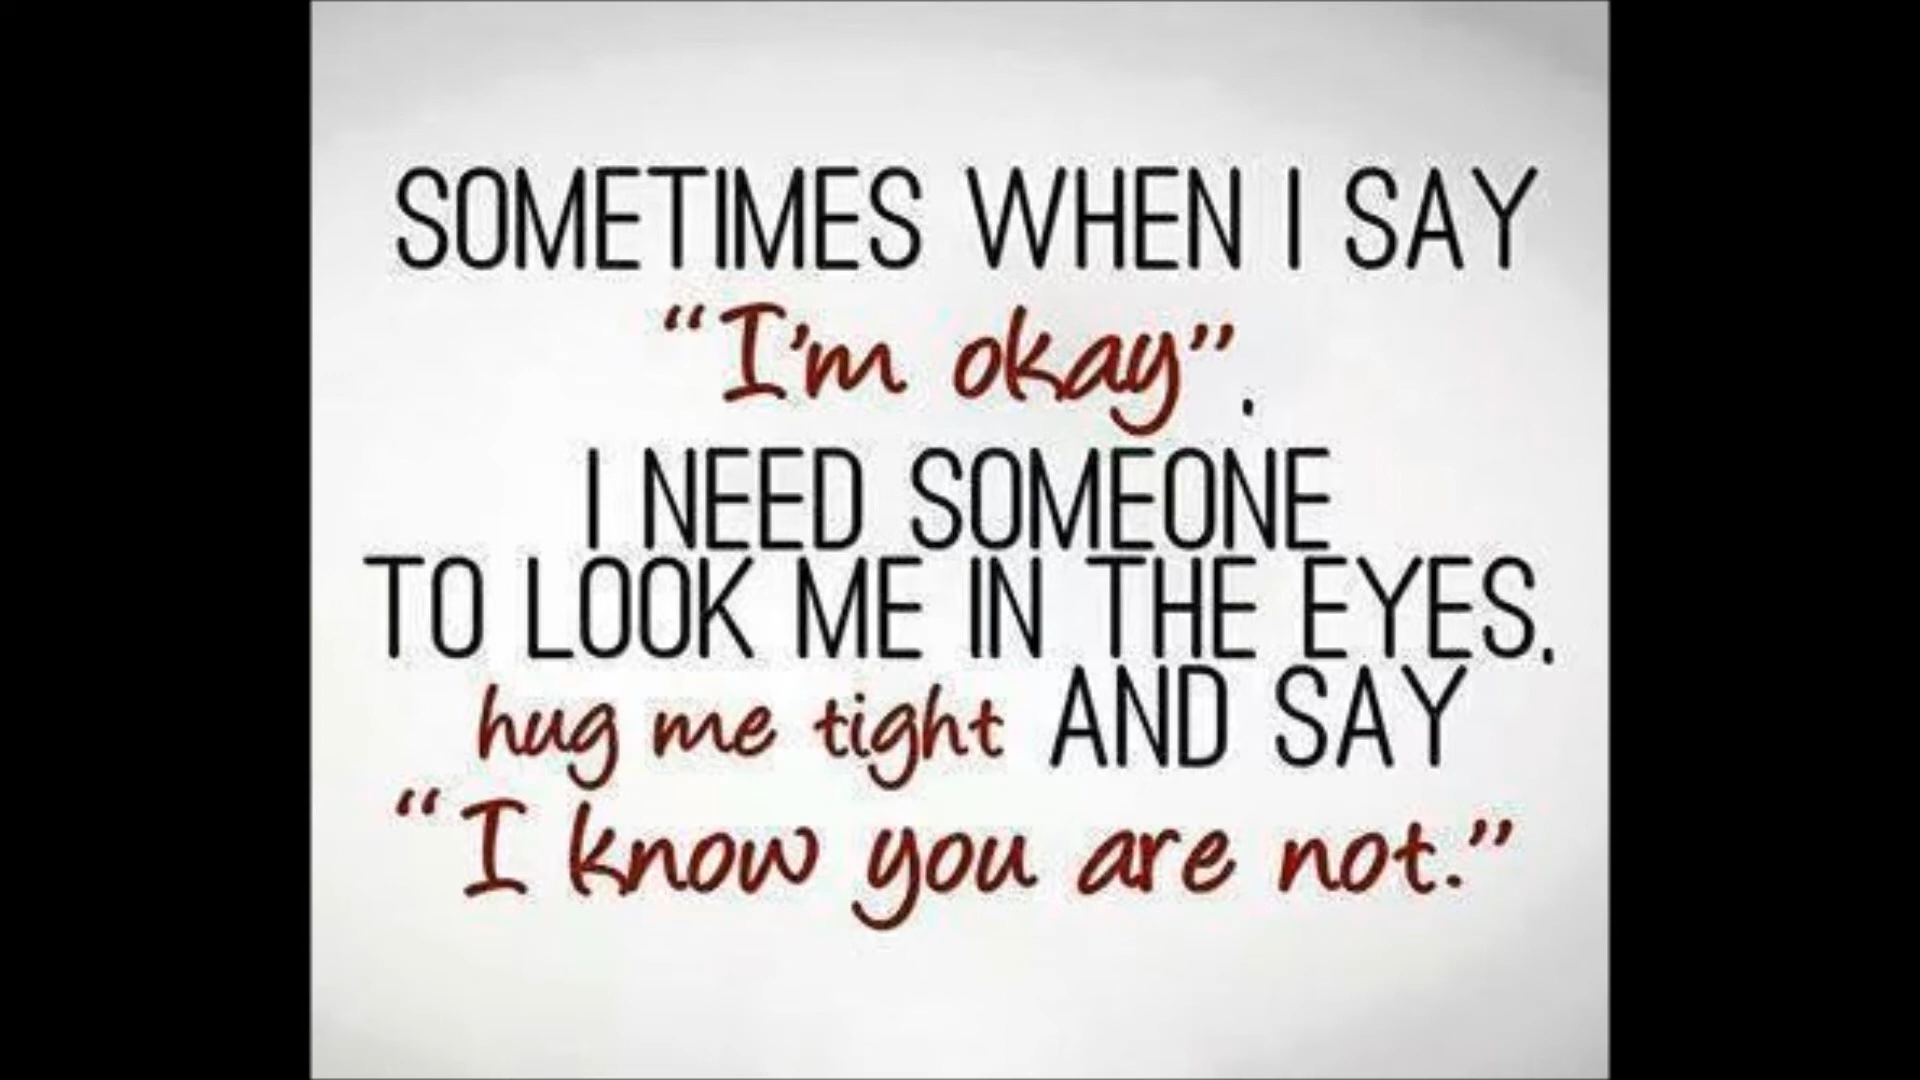 SOMETIMES WHEN I SAY
“I'm okay”.
I NEED SOMEONE
TO LOOK ME IN THE EYES,
hug me tight AND SAY
“I know you are not.”